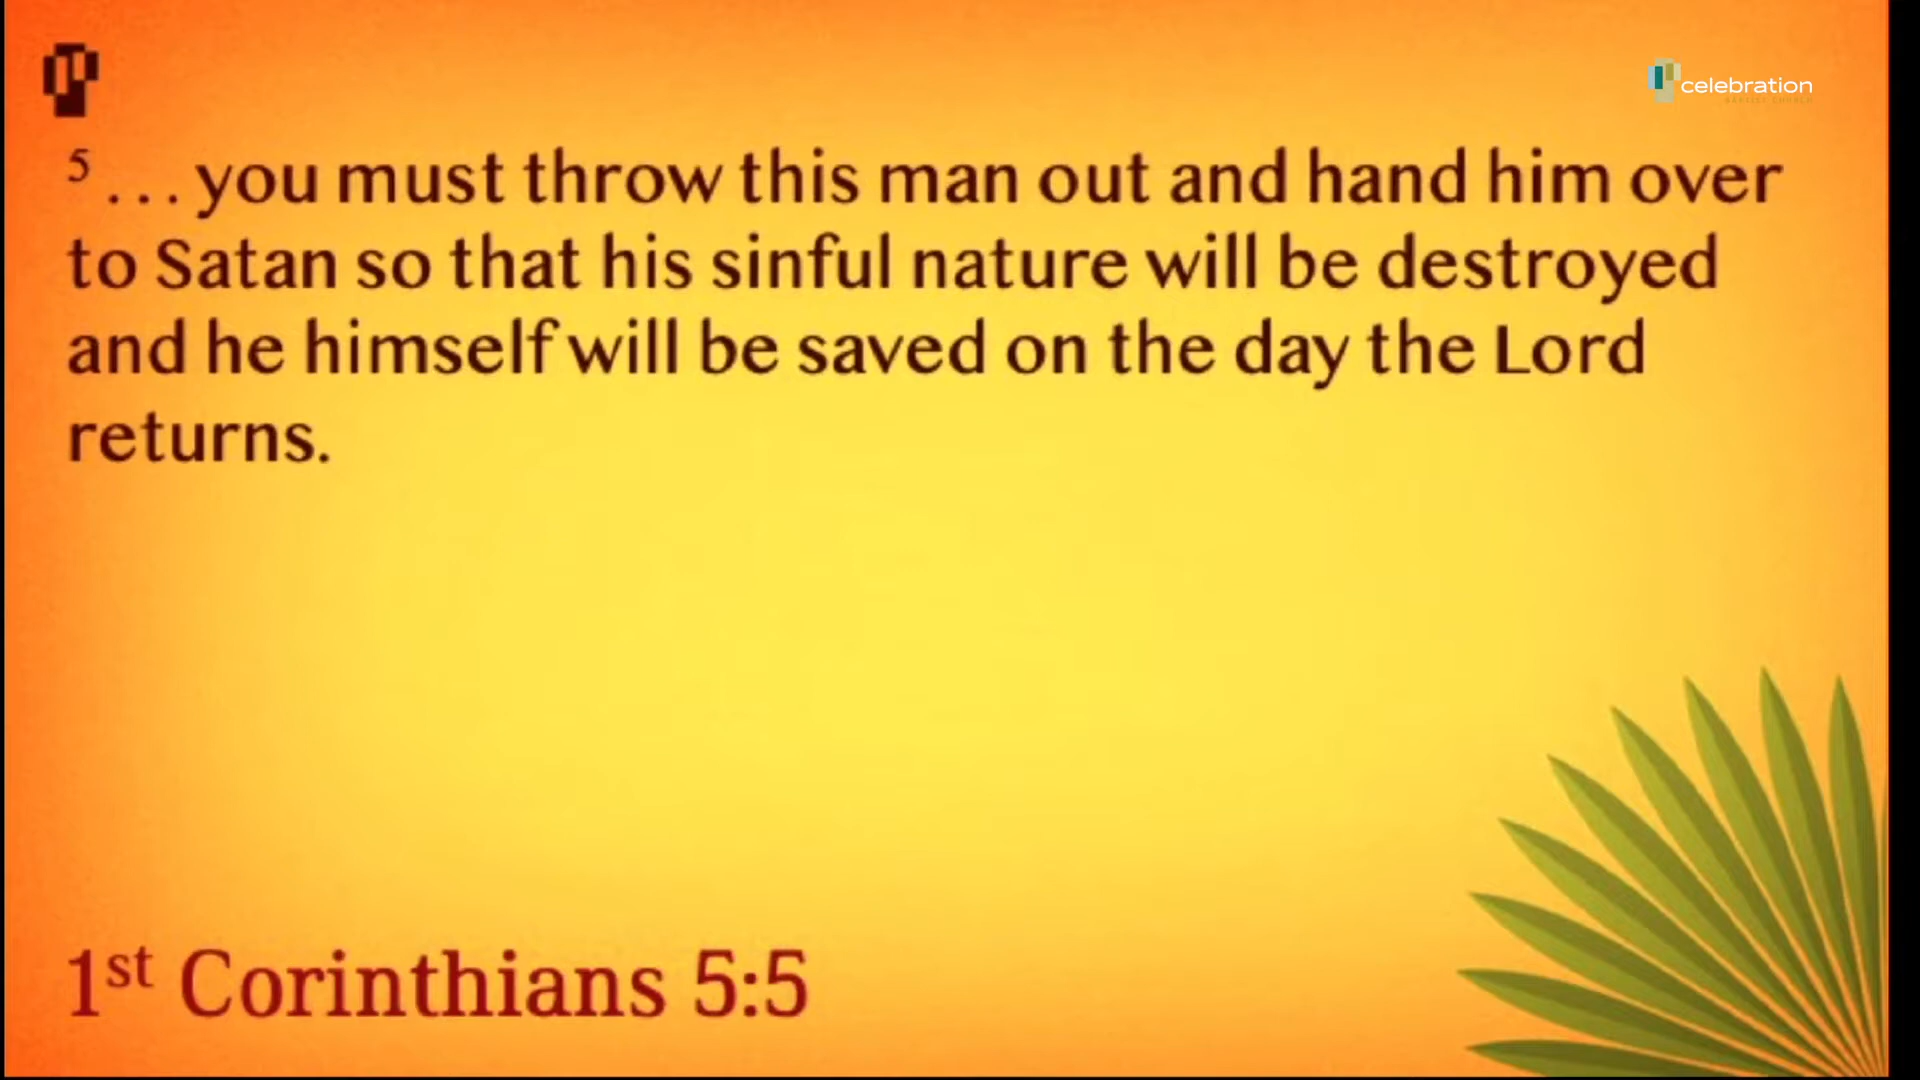 celebration
BAPTIST CHURCH
5 ... you must throw this man out and hand him over
to Satan so that his sinful nature will be destroyed
and he himself will be saved on the day the Lord
returns.
1st Corinthians 5:5